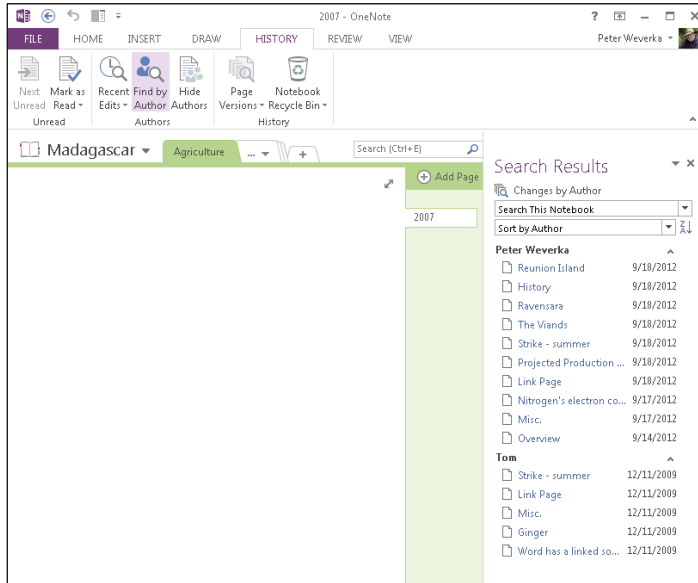 2007 - OneNote
FILE HOME INSERT DRAW HISTORY REVIEW VIEW Peter Weverka
Next Unread
Mark as Read
Recent Edits
Find by Author
Hide Authors
Page Versions
Notebook Recycle Bin
Unread Authors History
Madagascar Agriculture ... + Search (Ctrl+E)
Add Page
2007
Search Results
Changes by Author
Search This Notebook
Sort by Author
Peter Weverka
Reunion Island 9/18/2012
History 9/18/2012
Ravensara 9/18/2012
The Viands 9/18/2012
Strike - summer 9/18/2012
Projected Production ... 9/18/2012
Link Page 9/18/2012
Nitrogen's electron co... 9/17/2012
Misc. 9/17/2012
Overview 9/14/2012
Tom
Strike - summer 12/11/2009
Link Page 12/11/2009
Misc. 12/11/2009
Ginger 12/11/2009
Word has a linked so... 12/11/2009